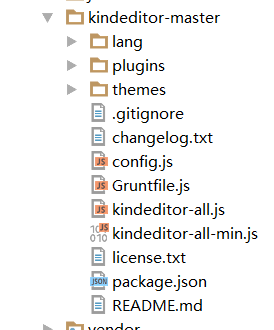 kindeditor-master
lang
plugins
themes
.gitignore
changelog.txt
config.js
Gruntfile.js
kindeditor-all.js
kindeditor-all-min.js
license.txt
package.json
README.md
vendor